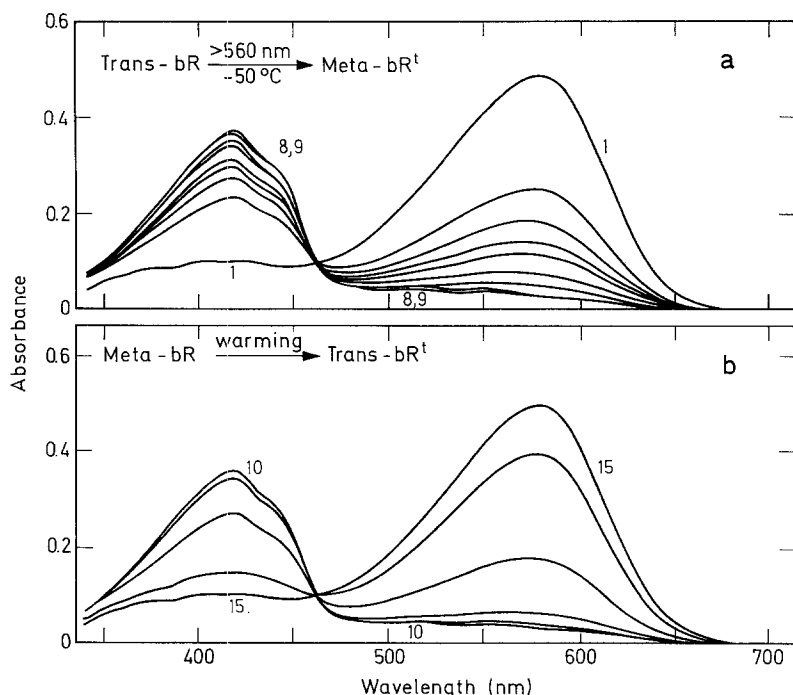 0.6
Trans-bR >560 nm -50 °C Meta-bRᵗ
a
0.4
8,9
1
0.2
1
8,9
0
Absorbance
0.6
Meta-bR warming Trans-bRᵗ
b
0.4
10
15
0.2
15.
10
0
400 500 600 700
Wavelength (nm)